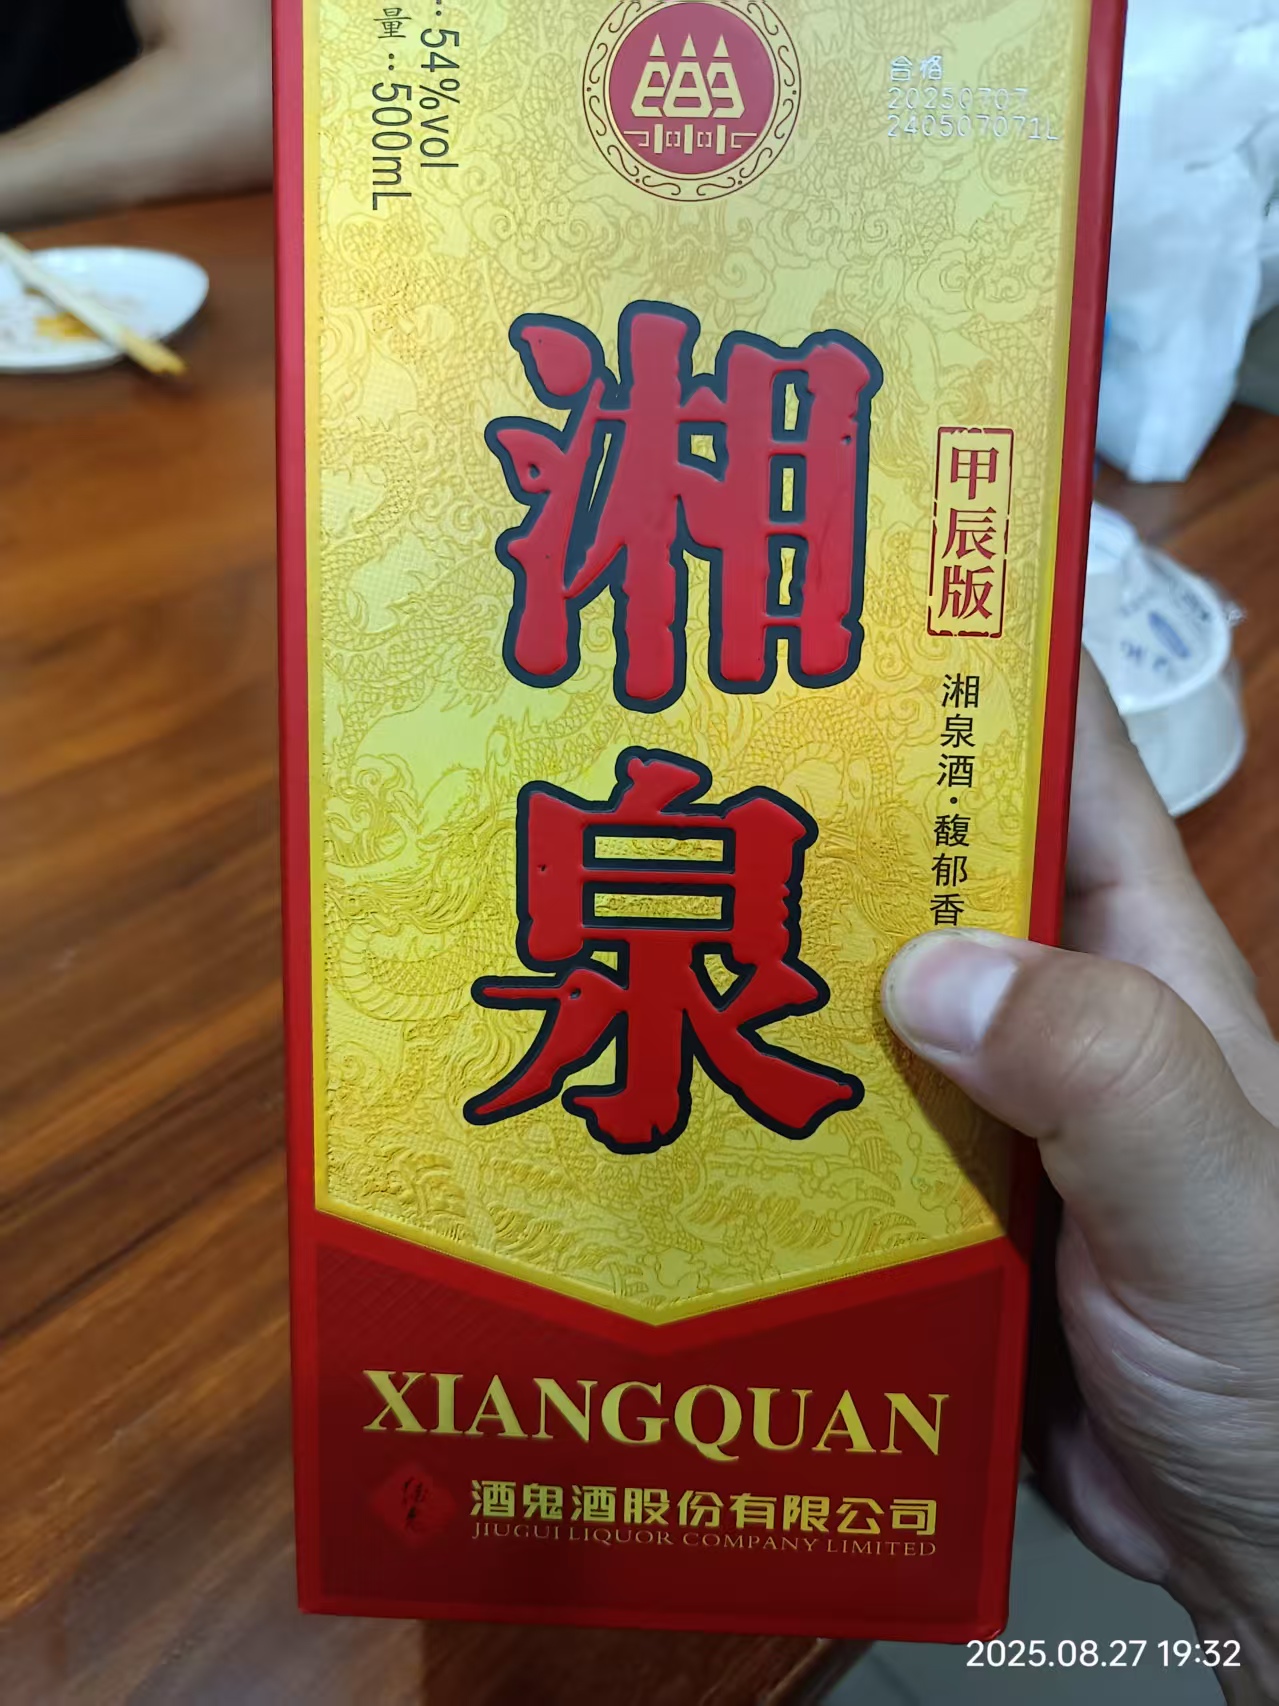 54%vol
量：500mL
合格
20250707
240507071L
湘泉
甲辰版
湘泉酒·馥郁香
XIANGQUAN
酒鬼酒股份有限公司
JIUGUI LIQUOR COMPANY LIMITED
2025.08.27 19:32